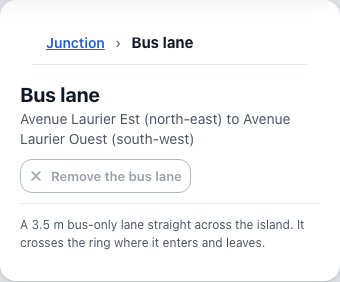 Junction › Bus lane
Bus lane
Avenue Laurier Est (north-east) to Avenue
Laurier Ouest (south-west)
✕ Remove the bus lane
A 3.5 m bus-only lane straight across the island. It
crosses the ring where it enters and leaves.